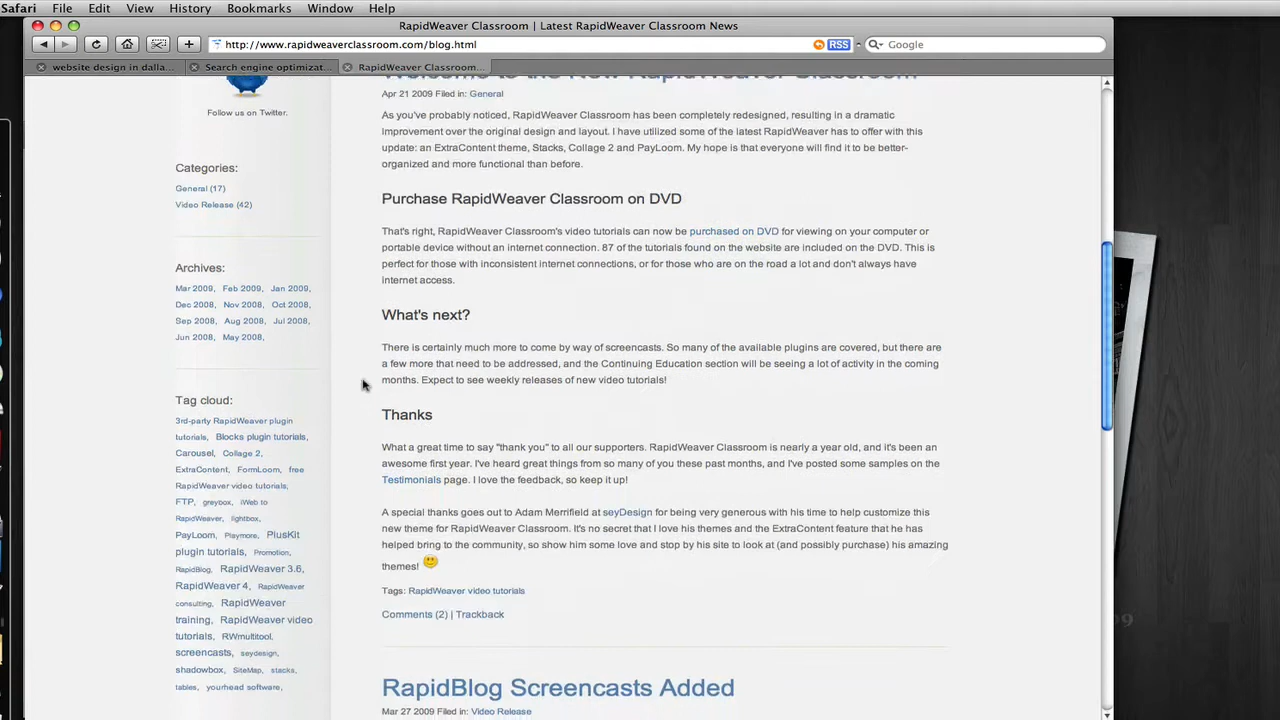 Safari File Edit View History Bookmarks Window Help
RapidWeaver Classroom | Latest RapidWeaver Classroom News
http://www.rapidweaverclassroom.com/blog.html RSS Google
website design in dalla... Search engine optimizat... RapidWeaver Classroom...
Welcome to the New RapidWeaver Classroom
Follow us on Twitter.
Categories:
General (17)
Video Release (42)
Archives:
Mar 2009, Feb 2009, Jan 2009,
Dec 2008, Nov 2008, Oct 2008,
Sep 2008, Aug 2008, Jul 2008,
Jun 2008, May 2008,
Tag cloud:
3rd-party RapidWeaver plugin
tutorials, Blocks plugin tutorials,
Carousel, Collage 2,
ExtraContent, FormLoom, free
RapidWeaver video tutorials,
FTP, greybox, iWeb to
RapidWeaver, lightbox,
PayLoom, Playmore, PlusKit
plugin tutorials, Promotion,
RapidBlog, RapidWeaver 3.6,
RapidWeaver 4, RapidWeaver
consulting, RapidWeaver
training, RapidWeaver video
tutorials, RWmultitool,
screencasts, seydesign,
shadowbox, SiteMap, stacks,
tables, yourhead software,
Apr 21 2009 Filed in: General
As you've probably noticed, RapidWeaver Classroom has been completely redesigned, resulting in a dramatic
improvement over the original design and layout. I have utilized some of the latest RapidWeaver has to offer with this
update: an ExtraContent theme, Stacks, Collage 2 and PayLoom. My hope is that everyone will find it to be better-
organized and more functional than before.
Purchase RapidWeaver Classroom on DVD
That's right, RapidWeaver Classroom's video tutorials can now be purchased on DVD for viewing on your computer or
portable device without an internet connection. 87 of the tutorials found on the website are included on the DVD. This is
perfect for those with inconsistent internet connections, or for those who are on the road a lot and don't always have
internet access.
What's next?
There is certainly much more to come by way of screencasts. So many of the available plugins are covered, but there are
a few more that need to be addressed, and the Continuing Education section will be seeing a lot of activity in the coming
months. Expect to see weekly releases of new video tutorials!
Thanks
What a great time to say "thank you" to all our supporters. RapidWeaver Classroom is nearly a year old, and it's been an
awesome first year. I've heard great things from so many of you these past months, and I've posted some samples on the
Testimonials page. I love the feedback, so keep it up!
A special thanks goes out to Adam Merrifield at seyDesign for being very generous with his time to help customize this
new theme for RapidWeaver Classroom. It's no secret that I love his themes and the ExtraContent feature that he has
helped bring to the community, so show him some love and stop by his site to look at (and possibly purchase) his amazing
themes!
Tags: RapidWeaver video tutorials
Comments (2) | Trackback
RapidBlog Screencasts Added
Mar 27 2009 Filed in: Video Release